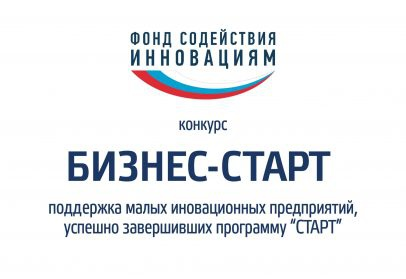 ФОНД СОДЕЙСТВИЯ
ИННОВАЦИЯМ
конкурс
БИЗНЕС-СТАРТ
поддержка малых иновационных предприятий,
успешно завершивших программу “СТАРТ”